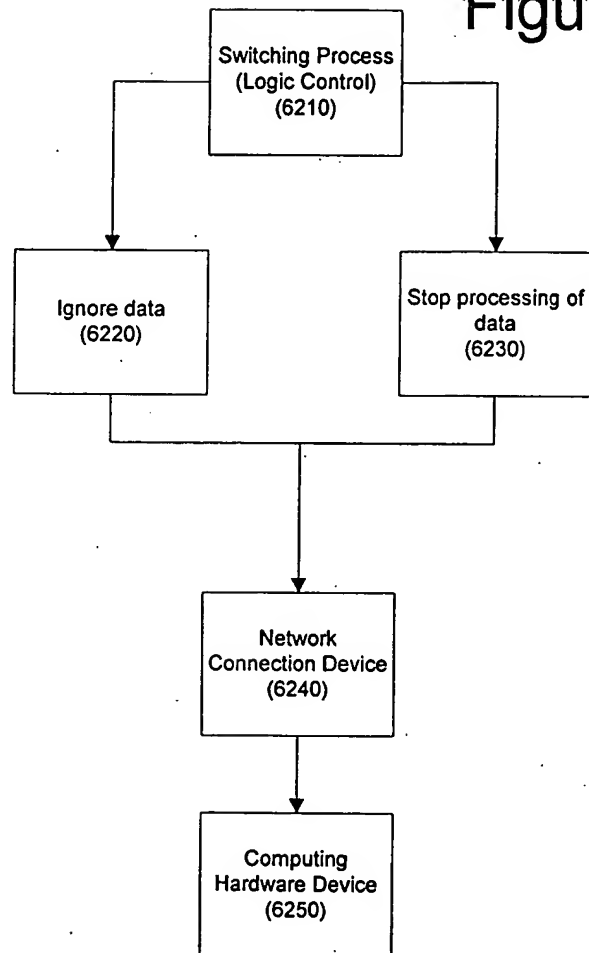 Figu
Switching Process
(Logic Control)
(6210)
Ignore data
(6220)
Stop processing of
data
(6230)
Network
Connection Device
(6240)
Computing
Hardware Device
(6250)